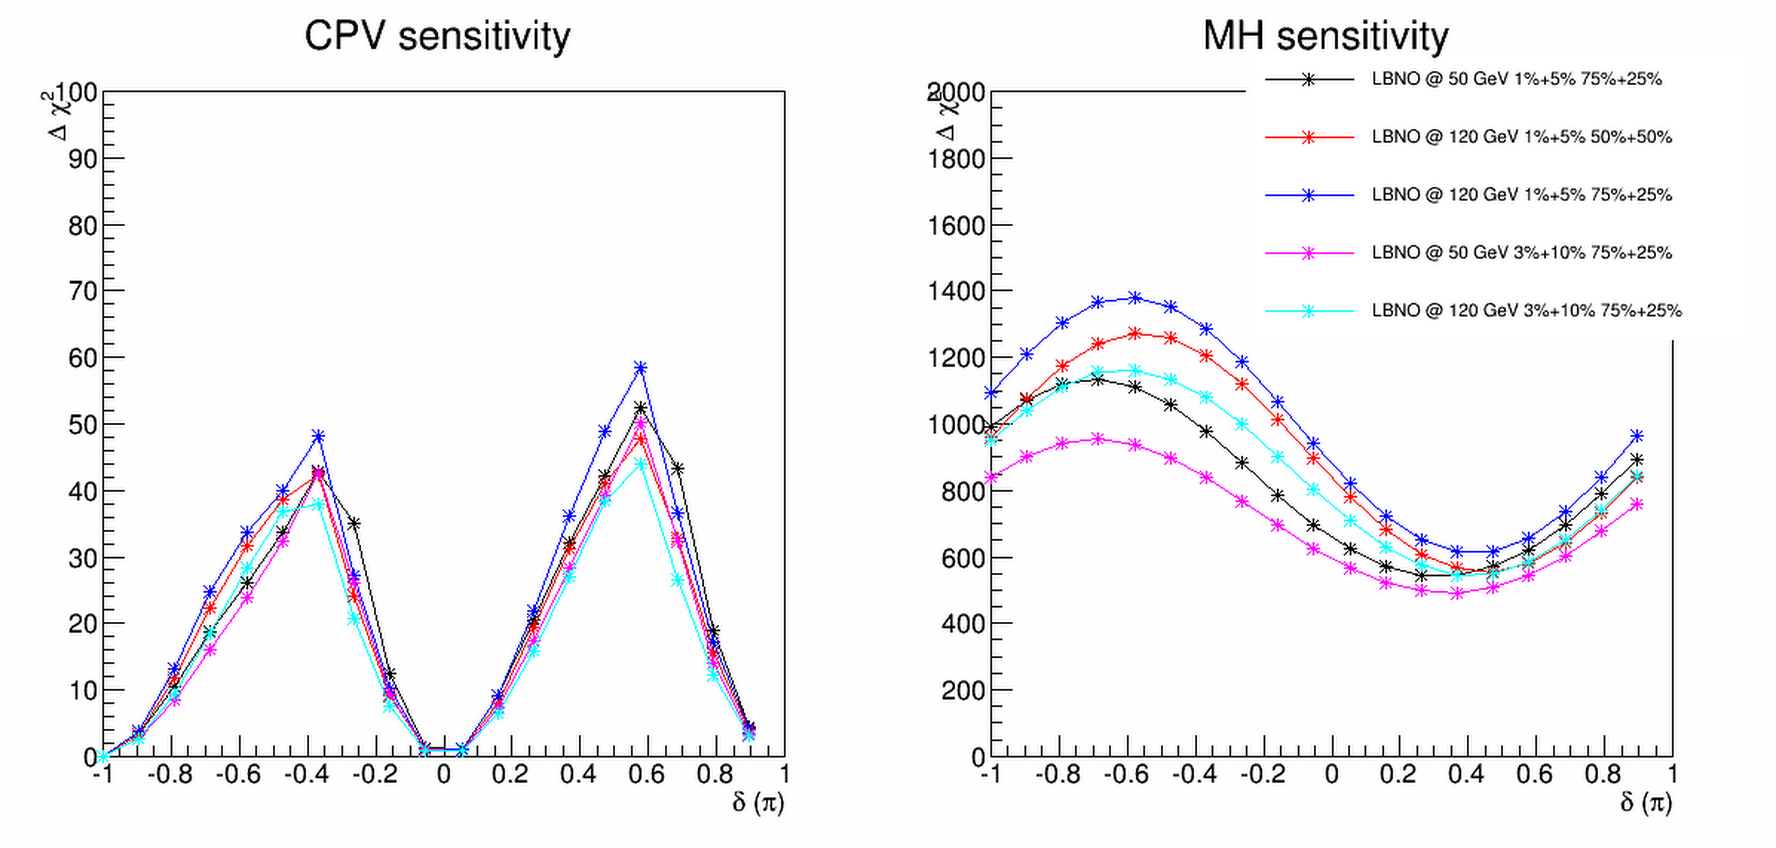 CPV sensitivity
Δ χ²
100
90
80
70
60
50
40
30
20
10
0
-1 -0.8 -0.6 -0.4 -0.2 0 0.2 0.4 0.6 0.8 1
δ (π)
MH sensitivity
Δ χ²
2000
1800
1600
1400
1200
1000
800
600
400
200
0
-1 -0.8 -0.6 -0.4 -0.2 0 0.2 0.4 0.6 0.8 1
δ (π)
LBNO @ 50 GeV 1%+5% 75%+25%
LBNO @ 120 GeV 1%+5% 50%+50%
LBNO @ 120 GeV 1%+5% 75%+25%
LBNO @ 50 GeV 3%+10% 75%+25%
LBNO @ 120 GeV 3%+10% 75%+25%